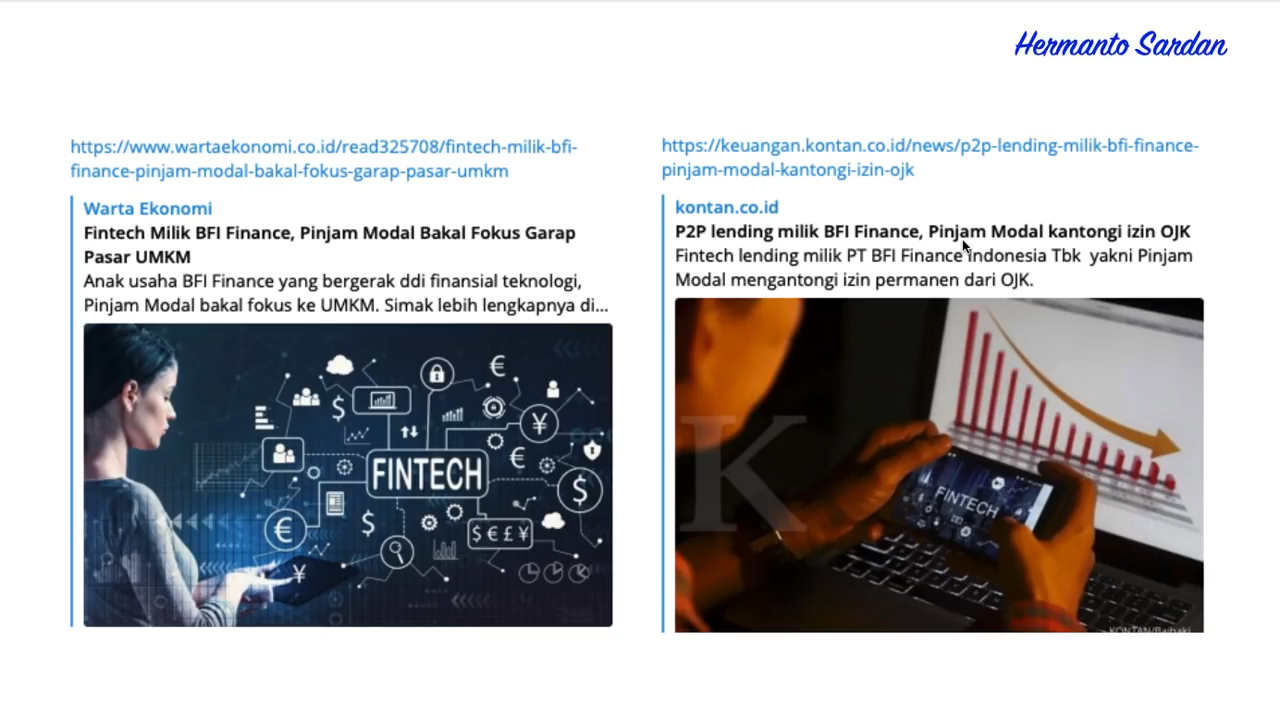 Hermanto Sardan
https://www.wartaekonomi.co.id/read325708/fintech-milik-bfi-
finance-pinjam-modal-bakal-fokus-garap-pasar-umkm
Warta Ekonomi
Fintech Milik BFI Finance, Pinjam Modal Bakal Fokus Garap
Pasar UMKM
Anak usaha BFI Finance yang bergerak ddi finansial teknologi,
Pinjam Modal bakal fokus ke UMKM. Simak lebih lengkapnya di...
FINTECH
$ € £ ¥
https://keuangan.kontan.co.id/news/p2p-lending-milik-bfi-finance-
pinjam-modal-kantongi-izin-ojk
kontan.co.id
P2P lending milik BFI Finance, Pinjam Modal kantongi izin OJK
Fintech lending milik PT BFI Finance Indonesia Tbk yakni Pinjam
Modal mengantongi izin permanen dari OJK.
K
FINTECH